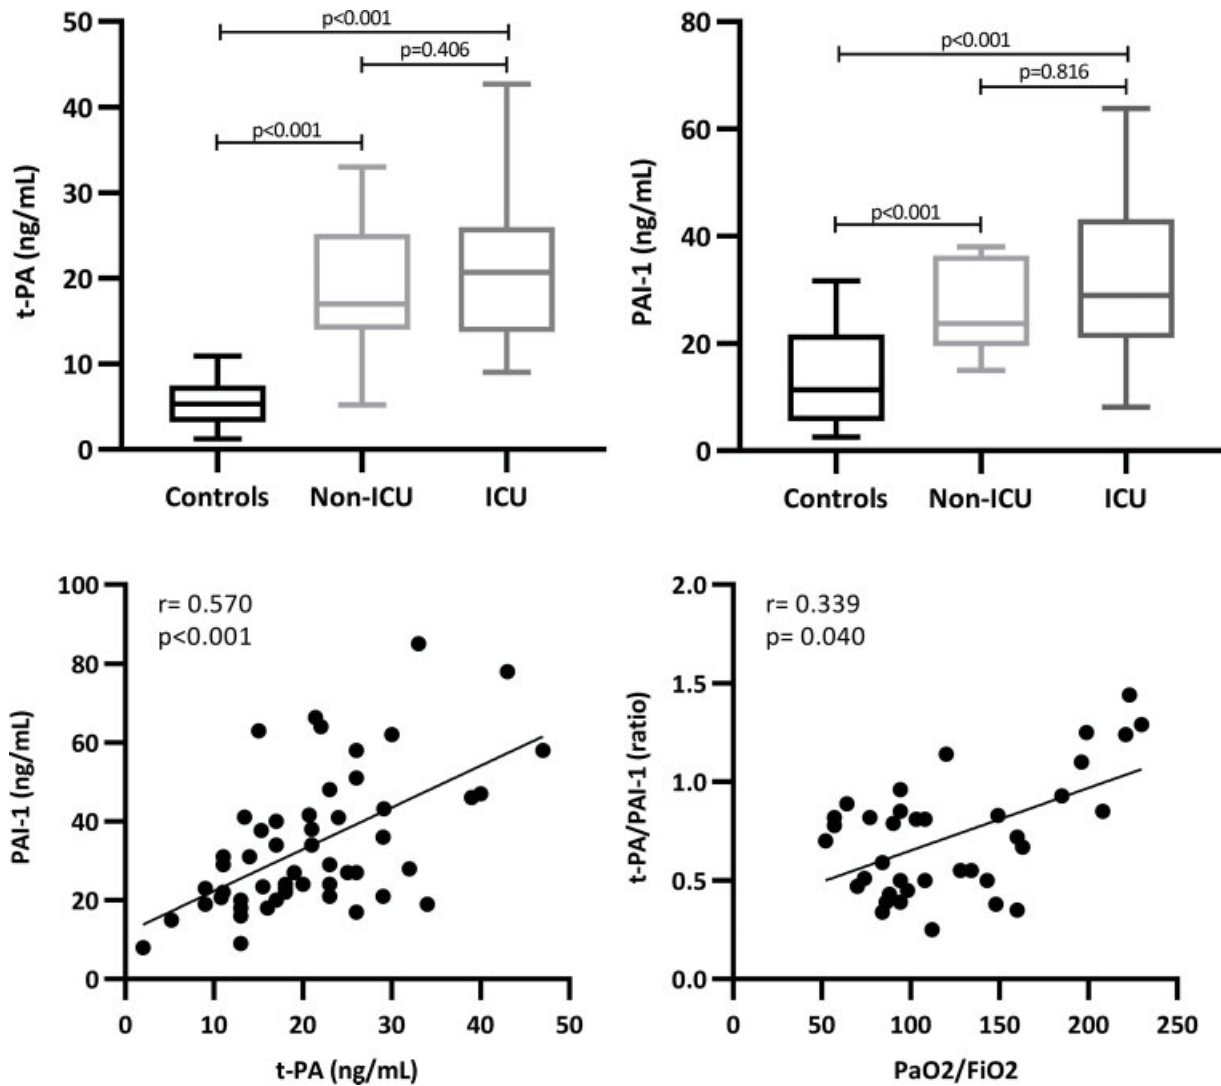 p<0.001
p=0.406
p<0.001
t-PA (ng/mL)
50
40
30
20
10
0
Controls Non-ICU ICU
p<0.001
p=0.816
p<0.001
PAI-1 (ng/mL)
80
60
40
20
0
Controls Non-ICU ICU
r= 0.570
p<0.001
PAI-1 (ng/mL)
100
80
60
40
20
0
0 10 20 30 40 50
t-PA (ng/mL)
r= 0.339
p= 0.040
t-PA/PAI-1 (ratio)
2.0
1.5
1.0
0.5
0.0
0 50 100 150 200 250
PaO2/FiO2